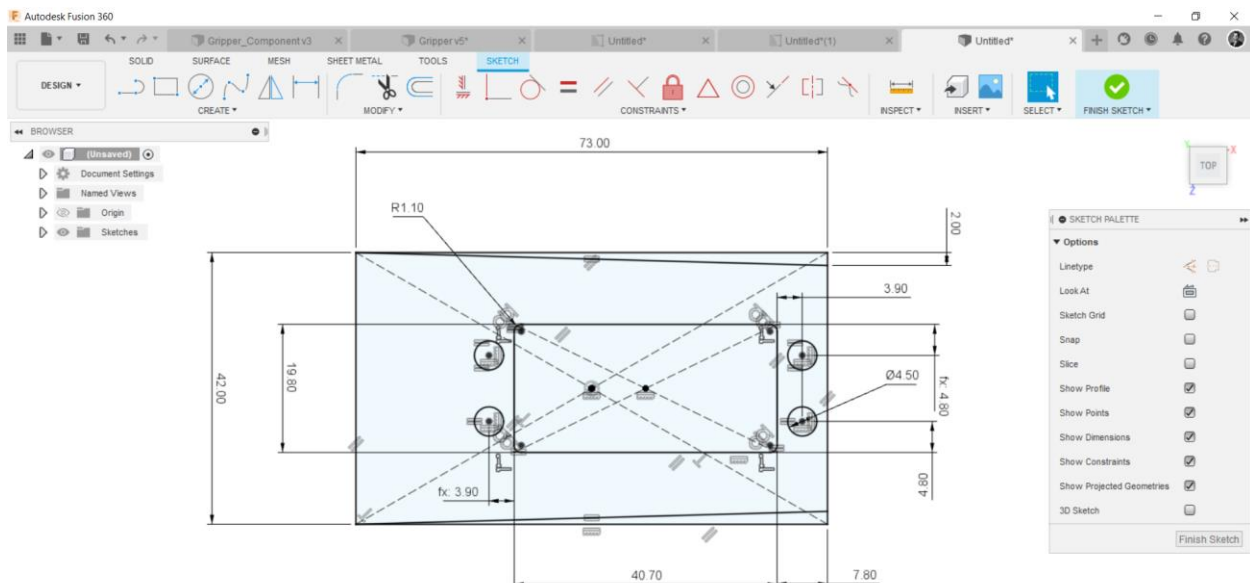 Autodesk Fusion 360
Gripper_Component v3
Gripper v5*
Untitled*
Untitled*(1)
Untitled*
SOLID SURFACE MESH SHEET METAL TOOLS SKETCH
DESIGN
CREATE MODIFY CONSTRAINTS INSPECT INSERT SELECT FINISH SKETCH
BROWSER
(Unsaved)
Document Settings
Named Views
Origin
Sketches
TOP
X
Y
Z
73.00
R1.10
2.00
3.90
42.00
19.80
Ø4.50
fx: 4.80
4.80
fx: 3.90
40.70
7.80
SKETCH PALETTE
Options
Linetype
Look At
Sketch Grid
Snap
Slice
Show Profile
Show Points
Show Dimensions
Show Constraints
Show Projected Geometries
3D Sketch
Finish Sketch